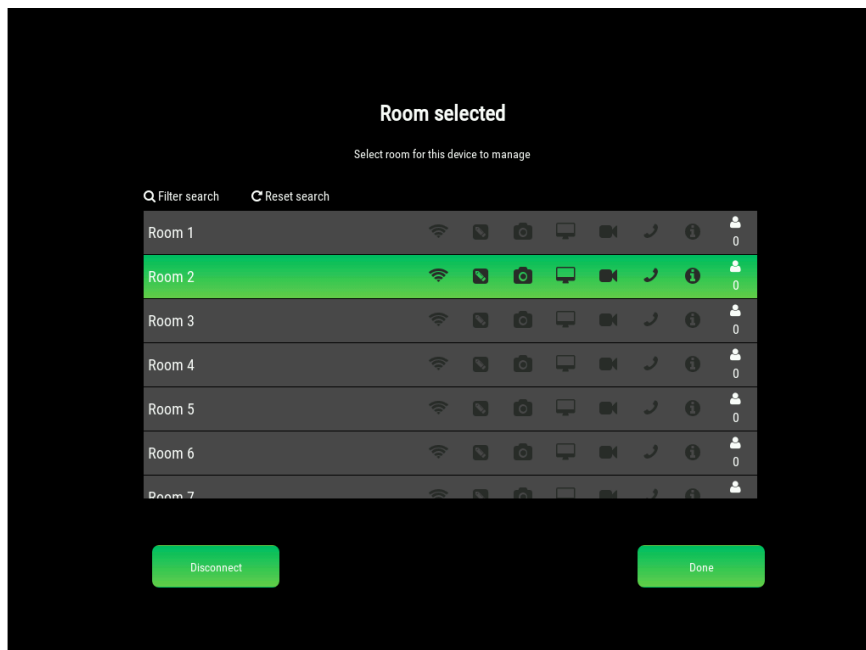 Room selected
Select room for this device to manage
Filter search Reset search
Room 1 0
Room 2 0
Room 3 0
Room 4 0
Room 5 0
Room 6 0
Room 7
Disconnect Done